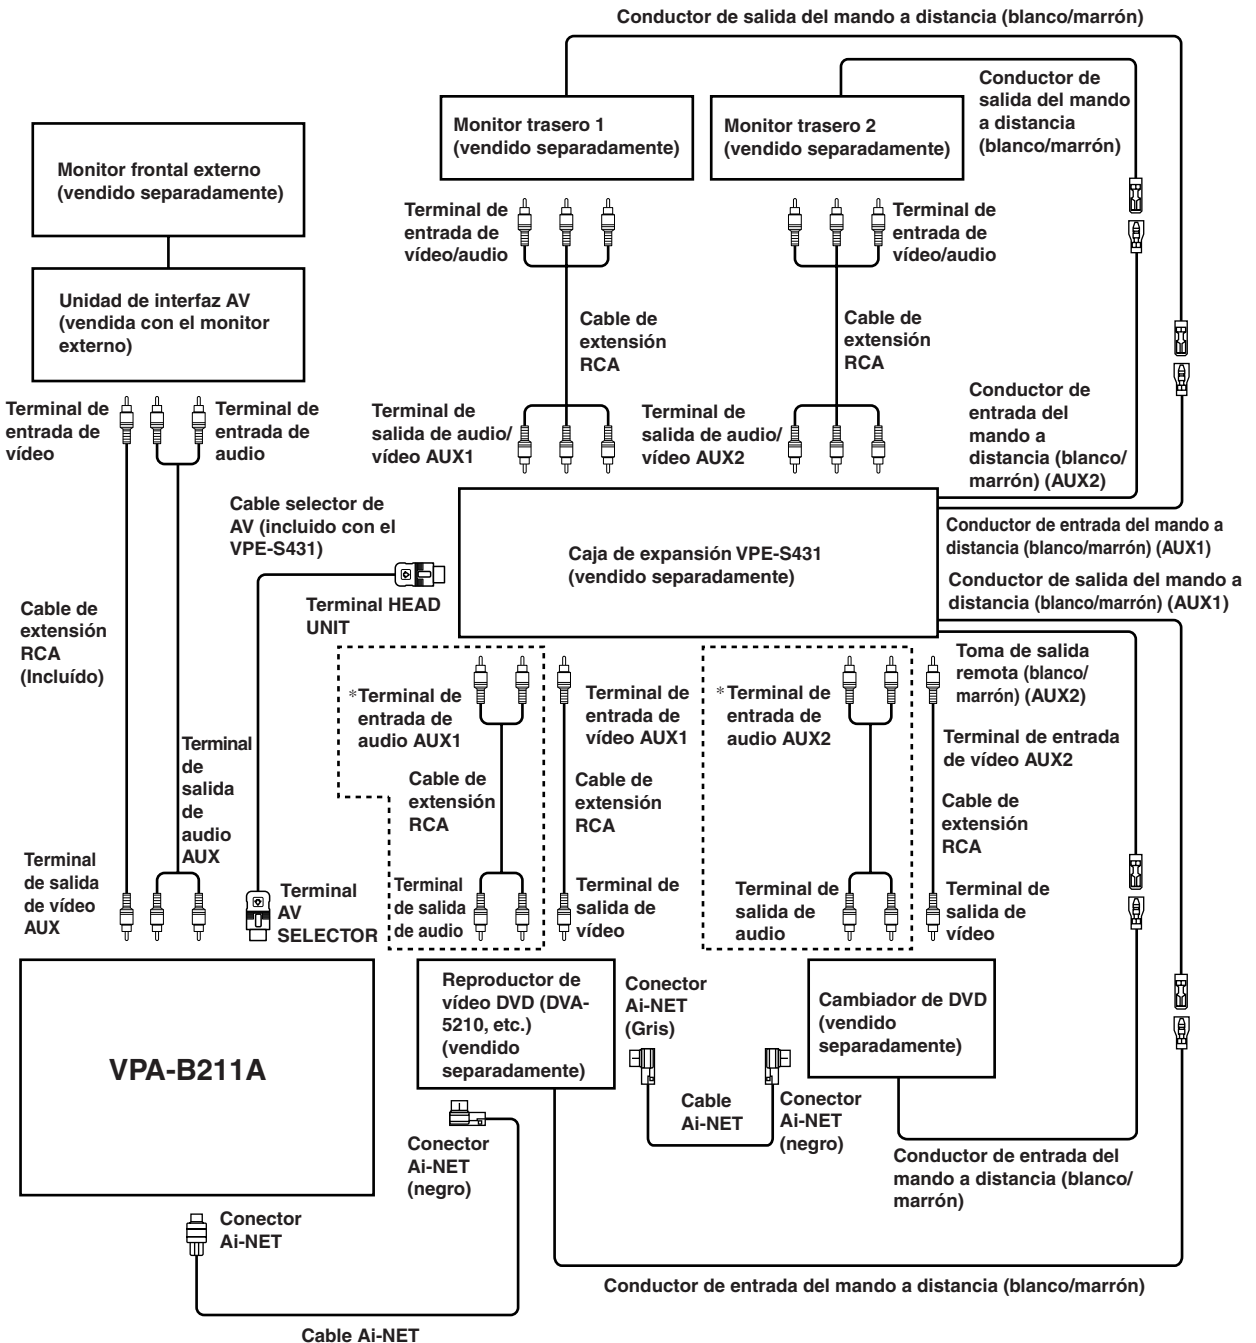 Conductor de salida del mando a distancia (blanco/marrón)
Conductor de
salida del mando
a distancia
(blanco/marrón)
Monitor trasero 1
(vendido separadamente)
Monitor trasero 2
(vendido separadamente)
Monitor frontal externo
(vendido separadamente)
Terminal de
entrada de
vídeo/audio
Terminal de
entrada de
vídeo/audio
Unidad de interfaz AV
(vendida con el monitor
externo)
Cable de
extensión
RCA
Cable de
extensión
RCA
Terminal de
entrada de
vídeo
Terminal de
entrada de
audio
Terminal de
salida de audio/
vídeo AUX1
Terminal de
salida de audio/
vídeo AUX2
Conductor de
entrada del
mando a
distancia (blanco/
marrón) (AUX2)
Cable selector de
AV (incluido con el
VPE-S431)
Caja de expansión VPE-S431
(vendido separadamente)
Conductor de entrada del mando a
distancia (blanco/marrón) (AUX1)
Conductor de salida del mando a
distancia (blanco/marrón) (AUX1)
Terminal HEAD
UNIT
Cable de
extensión
RCA
(Incluído)
Toma de salida
remota (blanco/
marrón) (AUX2)
*Terminal de
entrada de
audio AUX1
Terminal de
entrada de
vídeo AUX1
*Terminal de
entrada de
audio AUX2
Terminal de entrada
de vídeo AUX2
Terminal
de
salida
de
audio
AUX
Cable de
extensión
RCA
Cable de
extensión
RCA
Cable de
extensión
RCA
Terminal
de salida
de vídeo
AUX
Terminal
AV
SELECTOR
Terminal
de salida
de audio
Terminal de
salida de
vídeo
Terminal de
salida de
audio
Terminal de
salida de
vídeo
VPA-B211A
Reproductor de
vídeo DVD (DVA-
5210, etc.)
(vendido
separadamente)
Conector
Ai-NET
(Gris)
Cambiador de DVD
(vendido
separadamente)
Cable
Ai-NET
Conector
Ai-NET
(negro)
Conector
Ai-NET
(negro)
Conductor de entrada del
mando a distancia (blanco/
marrón)
Conector
Ai-NET
Conductor de entrada del mando a distancia (blanco/marrón)
Cable Ai-NET